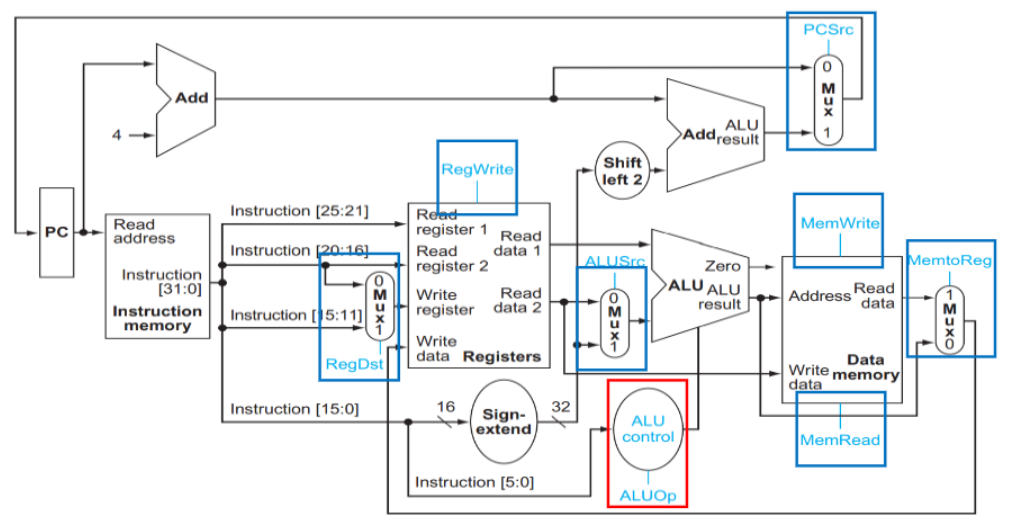 PCSrc
0
Mux
1
Add
4
Add
ALU
result
Shift
left 2
RegWrite
PC
Read
address
Instruction
[31:0]
Instruction
memory
Instruction [25:21]
Instruction [20:16]
Instruction [15:11]
Instruction [15:0]
Instruction [5:0]
0
Mux
1
RegDst
Read
register 1
Read
register 2
Write
register
Write
data
Read
data 1
Read
data 2
Registers
ALUSrc
0
Mux
1
Zero
ALU
ALU
result
MemWrite
Address
Read
data
Write
data
Data
memory
MemRead
MemtoReg
1
Mux
0
16
Sign-
extend
32
ALU
control
ALUOp